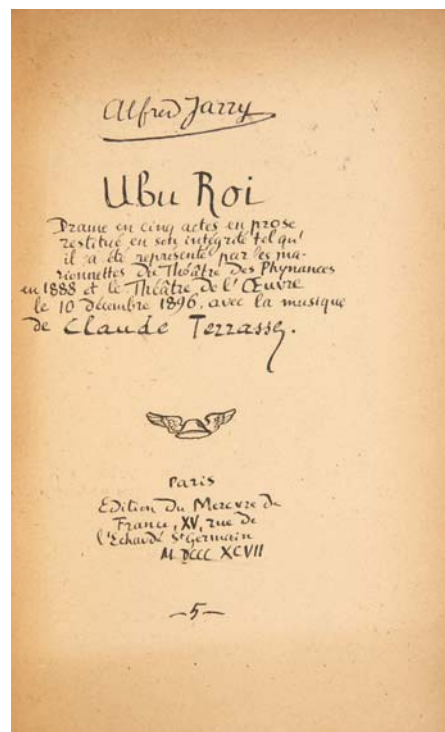 Alfred Jarry
Ubu Roi
Drame en cinq actes en prose
restitué en son intégrité tel qu'
il a été représenté par les ma-
rionnettes du Théâtre des Phynances
en 1888 et le Théâtre de l'Œuvre
le 10 décembre 1896, avec la musique
de Claude Terrasse.
Paris
Edition du Mercvre de
France, XV, rue de
l'Echaudé St Germain
M DCCC XCVII
—5—